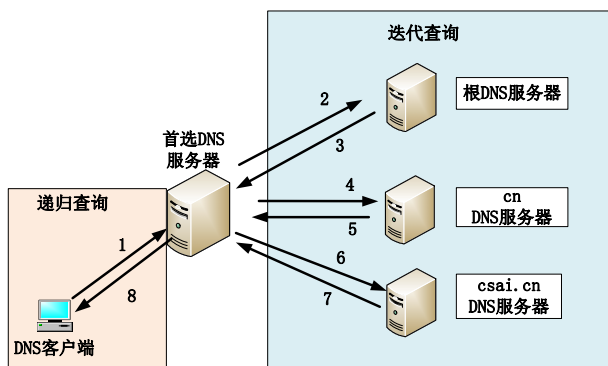 迭代查询
根DNS服务器
2
3
首选DNS
服务器
递归查询
cn
DNS服务器
4
5
1
8
6
7
csai.cn
DNS服务器
DNS客户端